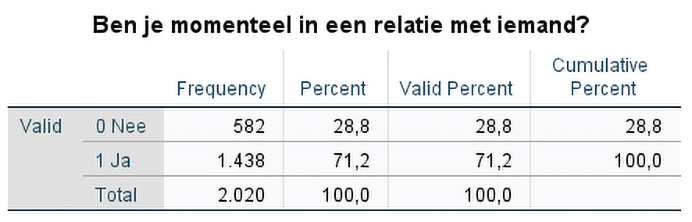 Ben je momenteel in een relatie met iemand?
Frequency Percent Valid Percent Cumulative Percent
Valid 0 Nee 582 28,8 28,8 28,8
1 Ja 1.438 71,2 71,2 100,0
Total 2.020 100,0 100,0